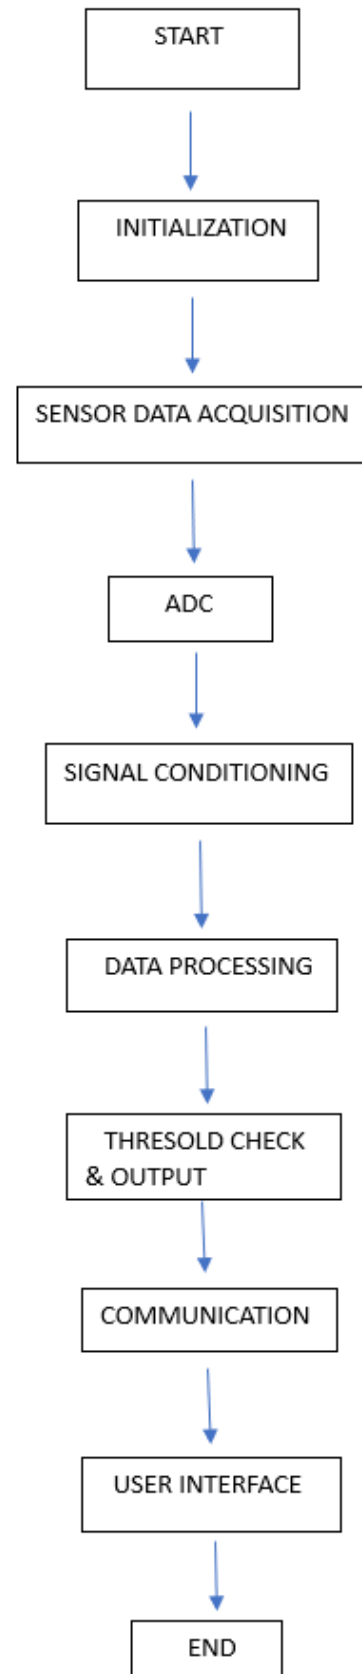 START
INITIALIZATION
SENSOR DATA ACQUISITION
ADC
SIGNAL CONDITIONING
DATA PROCESSING
THRESOLD CHECK
& OUTPUT
COMMUNICATION
USER INTERFACE
END